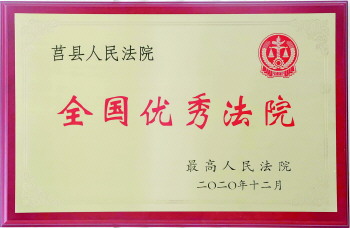 莒县人民法院
全国优秀法院
最高人民法院
二〇二〇年十二月